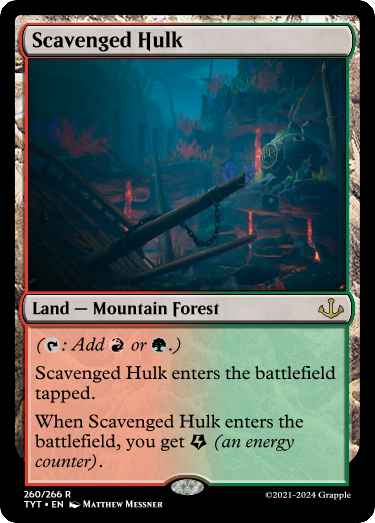 Scavenged Hulk
Land — Mountain Forest
(: Add or .)
Scavenged Hulk enters the battlefield
tapped.
When Scavenged Hulk enters the
battlefield, you get (an energy
counter).
260/266 R
TYT • EN Matthew Messner
©2021-2024 Grapple